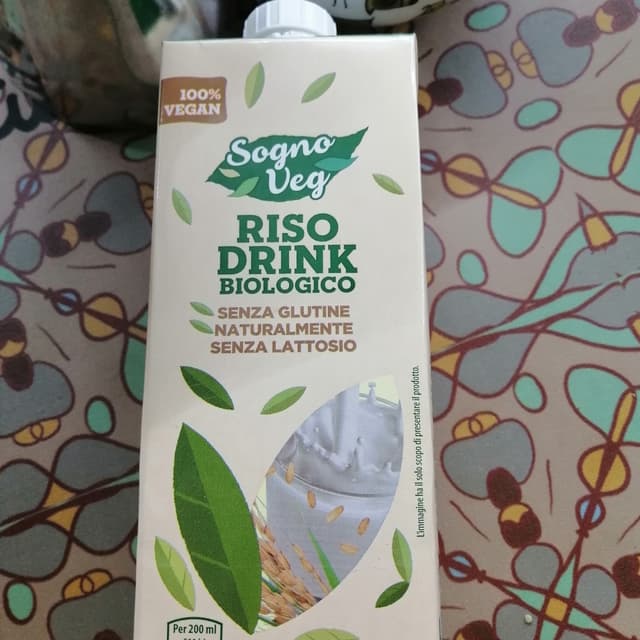 100%
VEGAN
Sogno
Veg
RISO
DRINK
BIOLOGICO
SENZA GLUTINE
NATURALMENTE
SENZA LATTOSIO
L'immagine ha il solo scopo di presentare il prodotto.
Per 200 ml